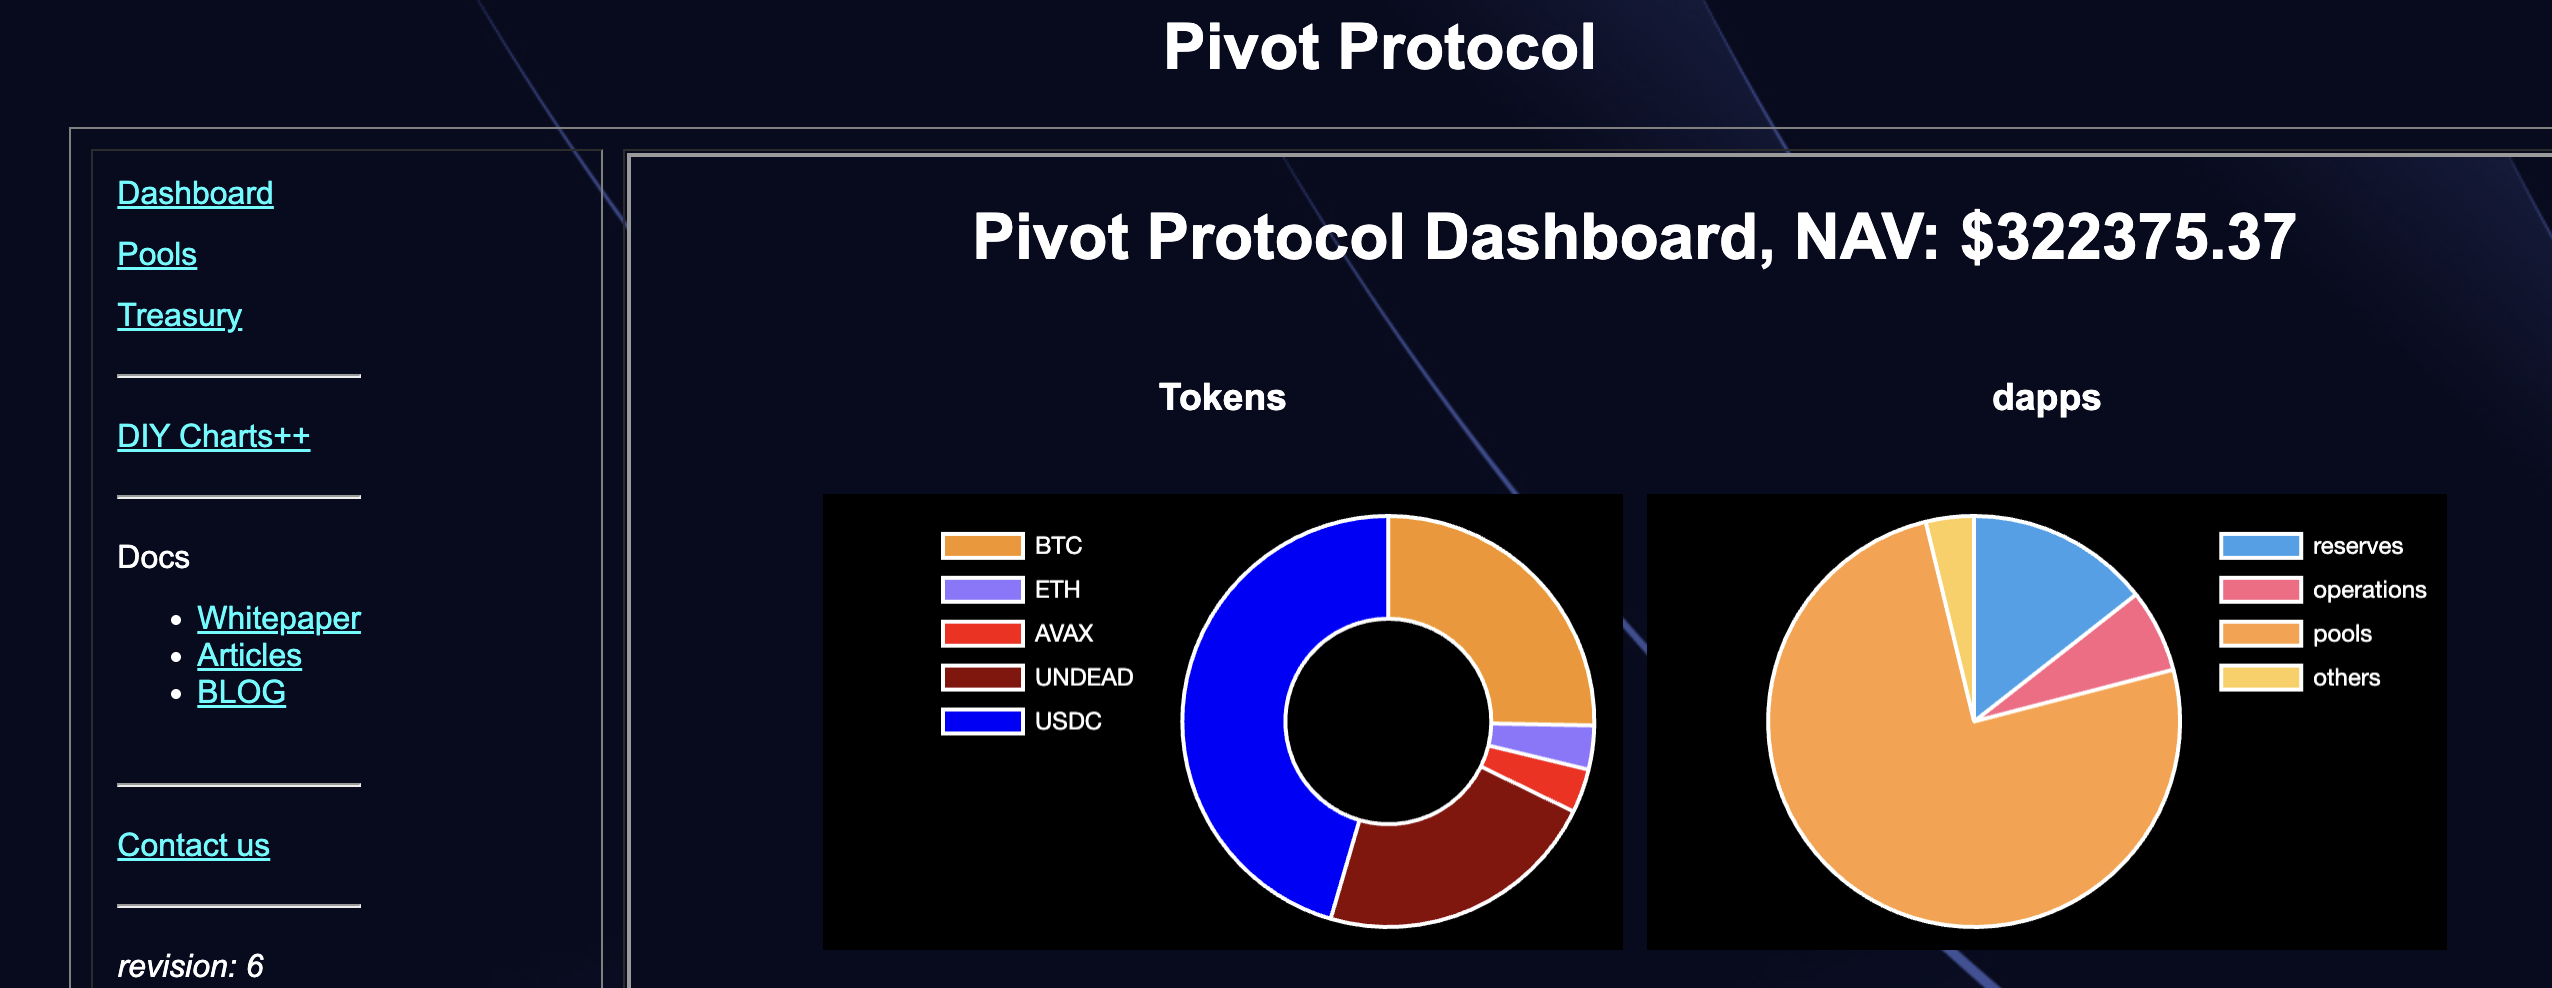 Pivot Protocol
Dashboard
Pools
Treasury
DIY Charts++
Docs
Whitepaper
Articles
BLOG
Contact us
revision: 6
Pivot Protocol Dashboard, NAV: $322375.37
Tokens
BTC
ETH
AVAX
UNDEAD
USDC
dapps
reserves
operations
pools
others